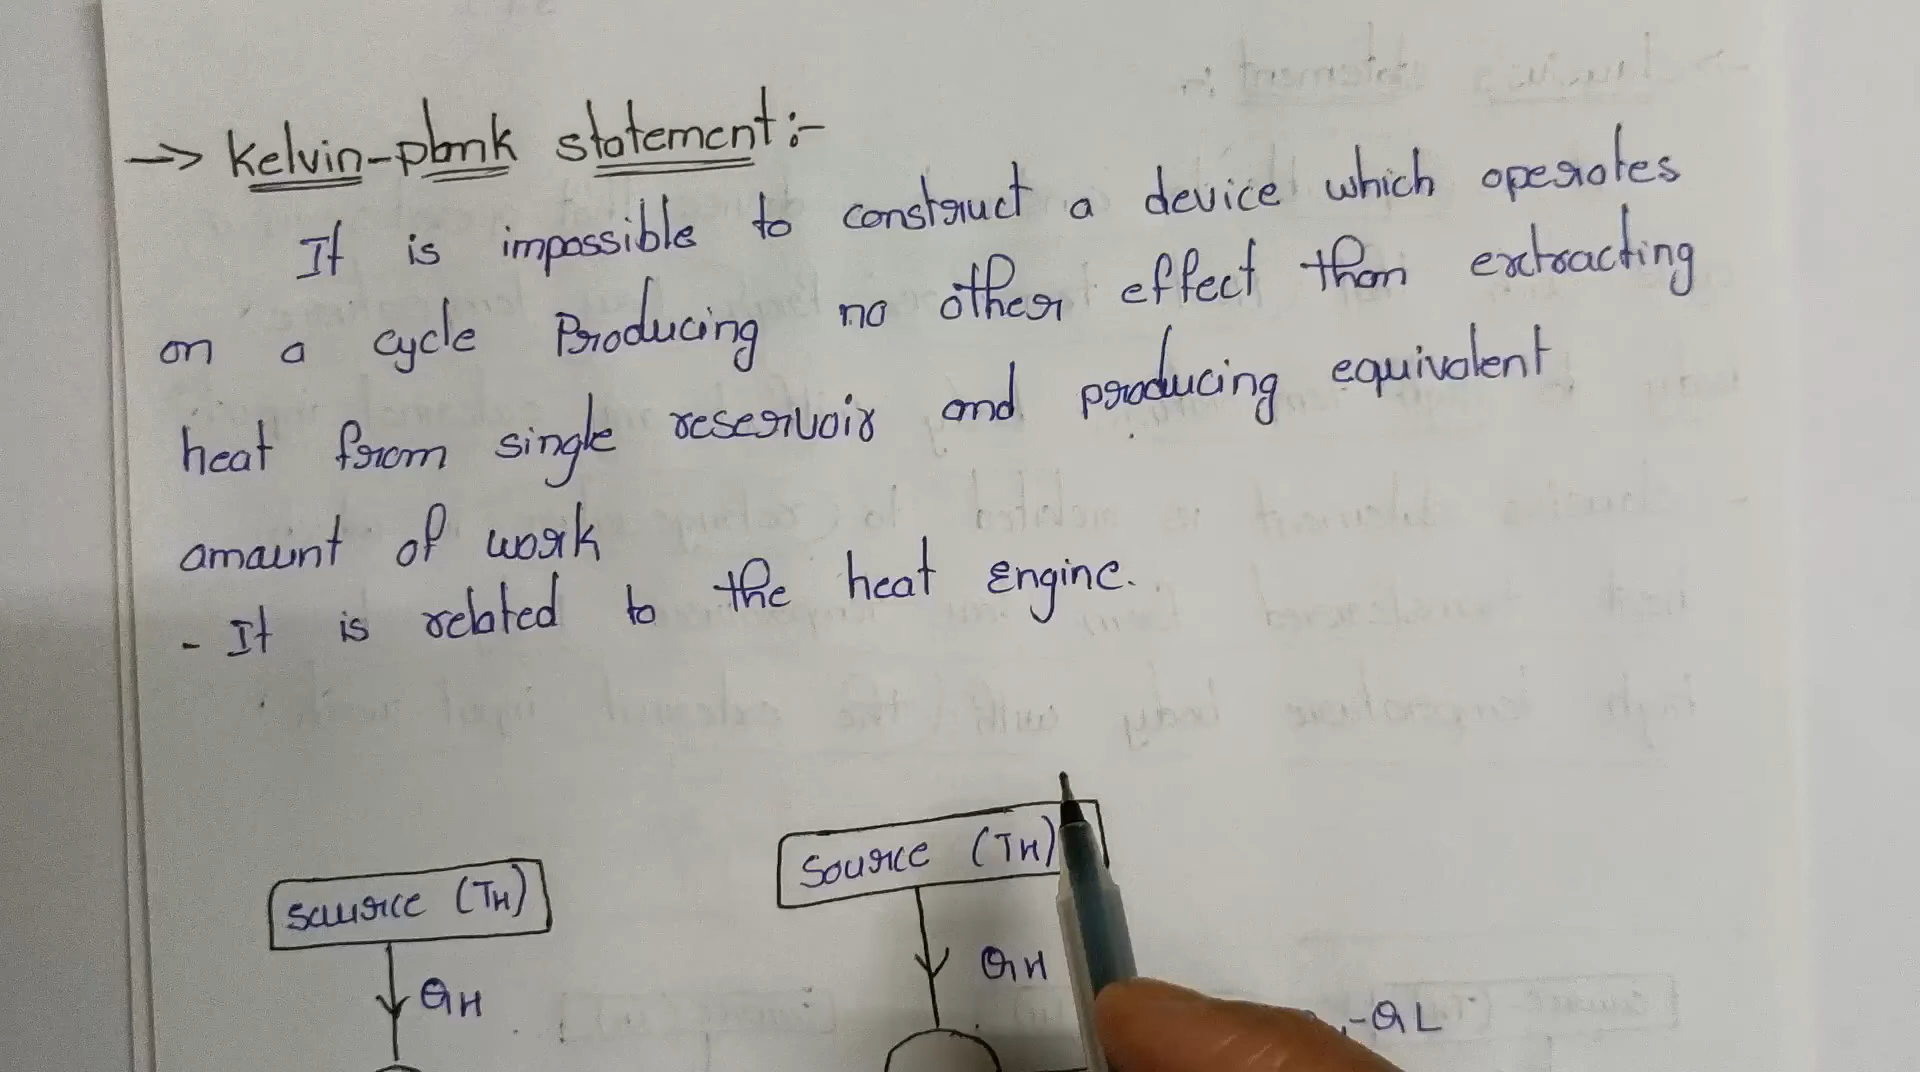 → Kelvin-plank statement:-
It is impossible to construct a device which operates
on a cycle Producing no other effect than extracting
heat from single reservoir and producing equivalent
amount of work
- It is related to the heat Engine.
Source (TH)
Source (TH)
QH
QH
-QL